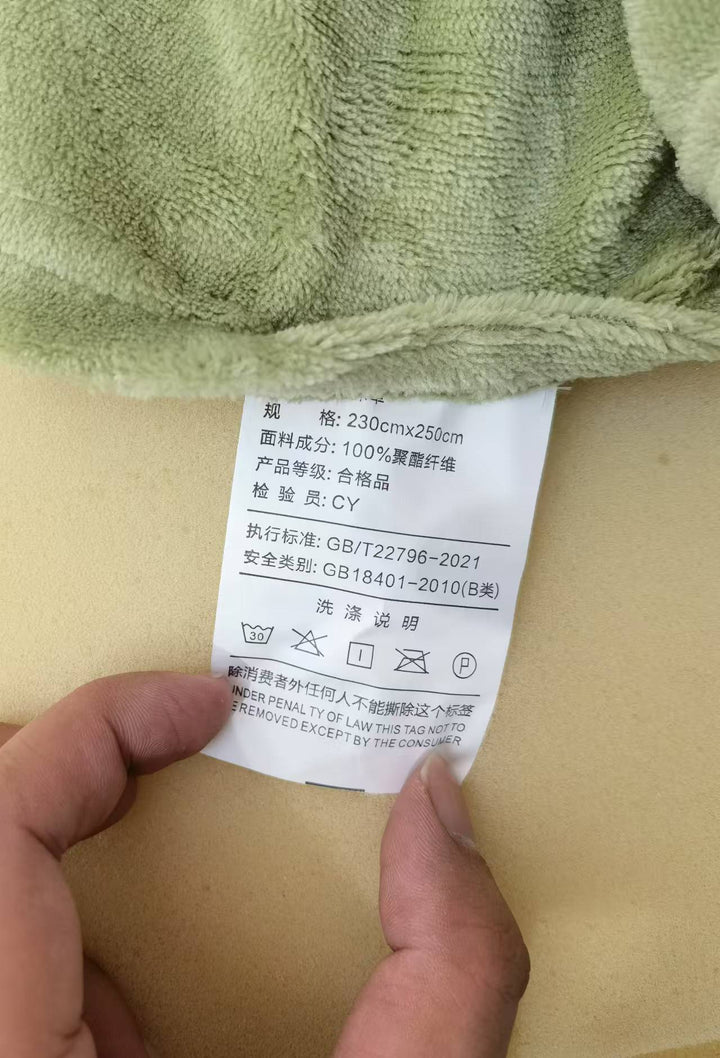 规 格: 230cmx250cm
面料成分: 100%聚酯纤维
产品等级: 合格品
检 验 员: CY
执行标准: GB/T22796-2021
安全类别: GB18401-2010(B类)
洗 涤 说 明
30
P
除消费者外任何人不能撕除这个标签
UNDER PENAL TY OF LAW THIS TAG NOT TO
E REMOVED EXCEPT BY THE CONSUMER